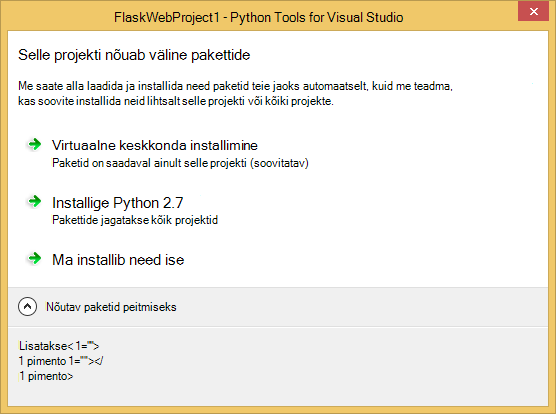 FlaskWebProject1 - Python Tools for Visual Studio
Selle projekti nõuab väline pakettide
Me saate alla laadida ja installida need paketid teie jaoks automaatselt, kuid me teadma,
kas soovite installida neid lihtsalt selle projekti või kõiki projekte.
Virtuaalne keskkonda installimine
Paketid on saadaval ainult selle projekti (soovitatav)
Installige Python 2.7
Pakettide jagatakse kõik projektid
Ma installib need ise
Nõutav paketid peitmiseks
Lisatakse< 1="">
1 pimento 1=""></
1 pimento>